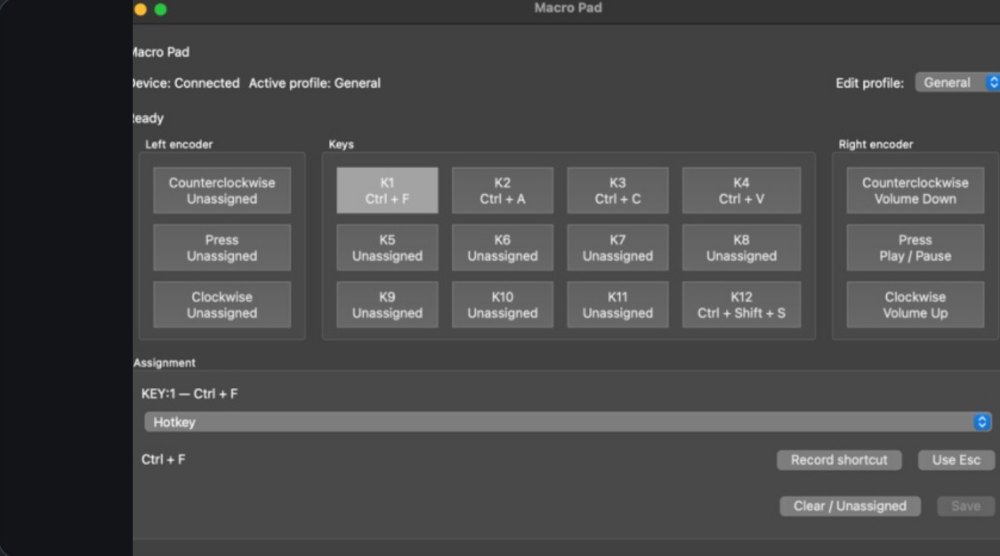 Macro Pad
Macro Pad
Device: Connected Active profile: General
Edit profile: General
Ready
Left encoder
Counterclockwise
Unassigned
Press
Unassigned
Clockwise
Unassigned
Keys
K1
Ctrl + F
K2
Ctrl + A
K3
Ctrl + C
K4
Ctrl + V
K5
Unassigned
K6
Unassigned
K7
Unassigned
K8
Unassigned
K9
Unassigned
K10
Unassigned
K11
Unassigned
K12
Ctrl + Shift + S
Right encoder
Counterclockwise
Volume Down
Press
Play / Pause
Clockwise
Volume Up
Assignment
KEY:1 — Ctrl + F
Hotkey
Ctrl + F
Record shortcut
Use Esc
Clear / Unassigned
Save